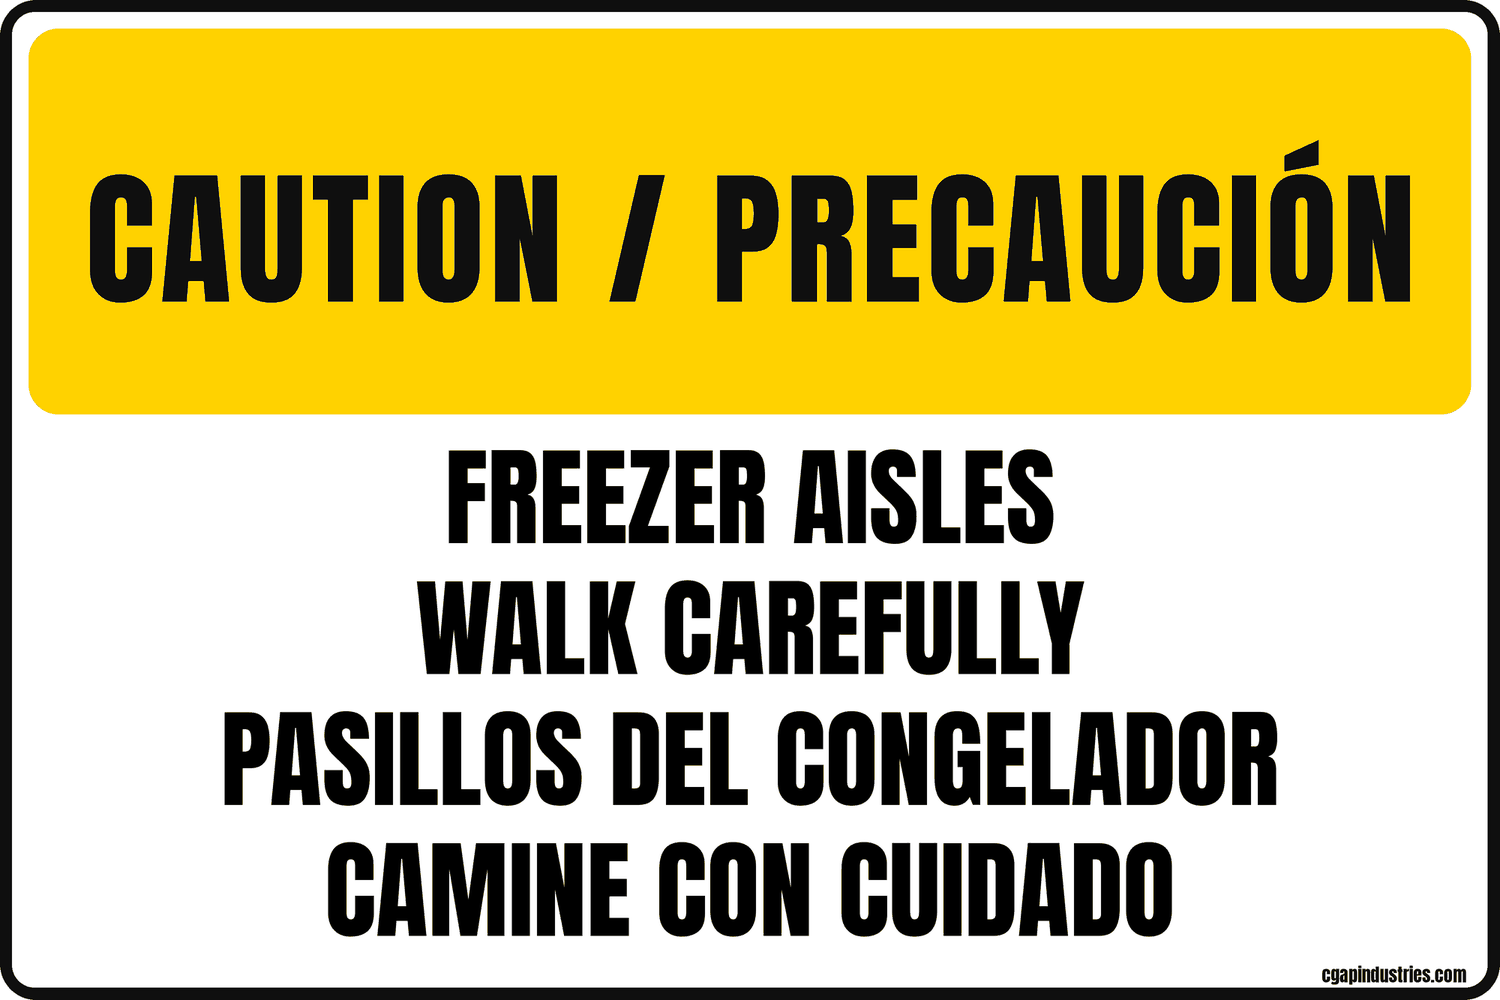 CAUTION / PRECAUCIÓN
FREEZER AISLES
WALK CAREFULLY
PASILLOS DEL CONGELADOR
CAMINE CON CUIDADO
cgapindustries.com